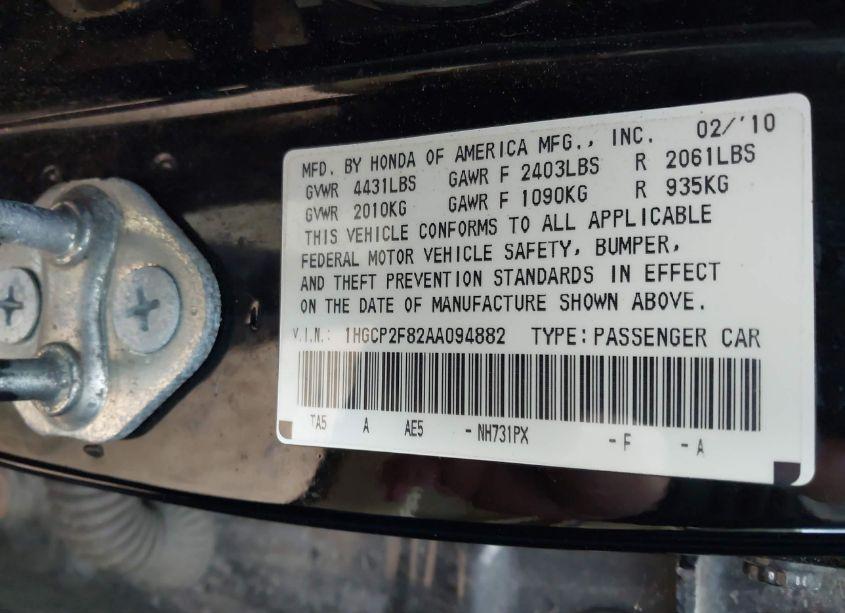 MFD. BY HONDA OF AMERICA MFG., INC. 02/'10
GVWR 4431LBS GAWR F 2403LBS R 2061LBS
GVWR 2010KG GAWR F 1090KG R 935KG
THIS VEHICLE CONFORMS TO ALL APPLICABLE
FEDERAL MOTOR VEHICLE SAFETY, BUMPER,
AND THEFT PREVENTION STANDARDS IN EFFECT
ON THE DATE OF MANUFACTURE SHOWN ABOVE.
V.I.N.: 1HGCP2F82AA094882 TYPE: PASSENGER CAR
TA5 A AE5 - NH731PX - F - A